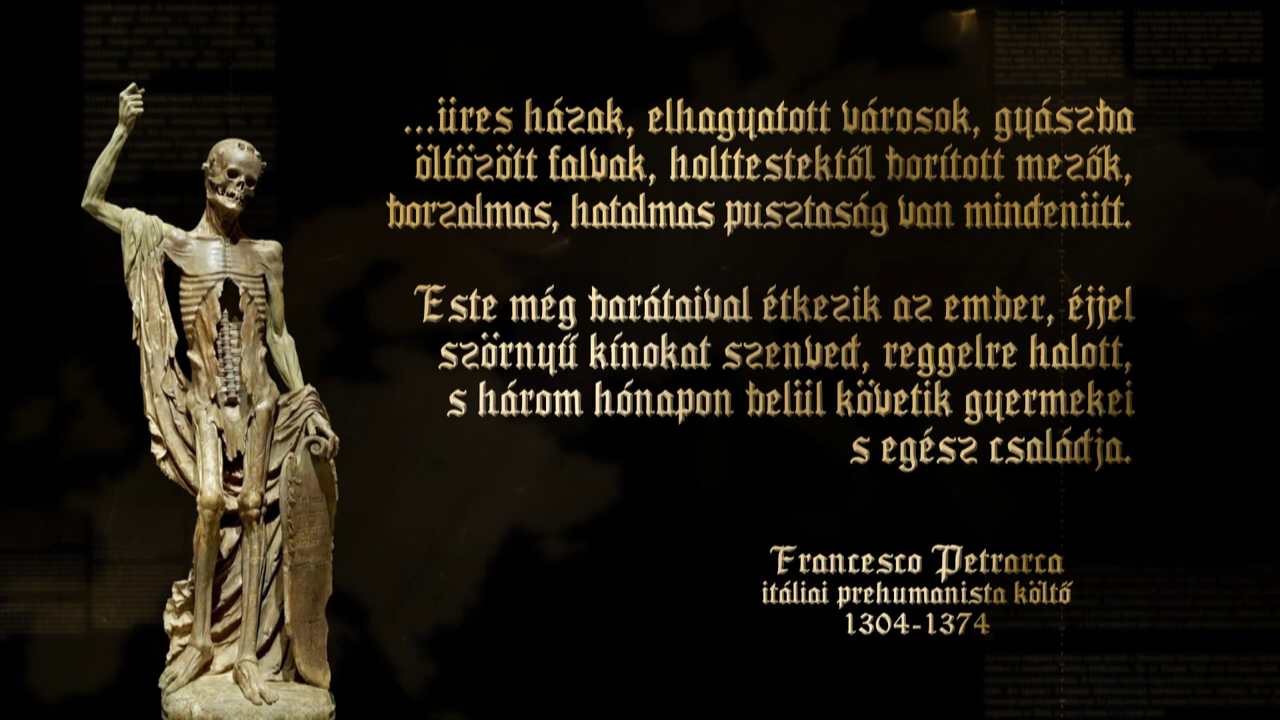 ...üres házak, elhagyatott városok, gyászba
öltözött falvak, holttestektől borított mezők,
borzalmas, hatalmas pusztaság van mindenütt.
Este még barátaival étkezik az ember, éjjel
szörnyű kínokat szenved, reggelre halott,
s három hónapon belül követik gyermekei
s egész családja.
Francesco Petrarca
itáliai prehumanista költő
1304-1374